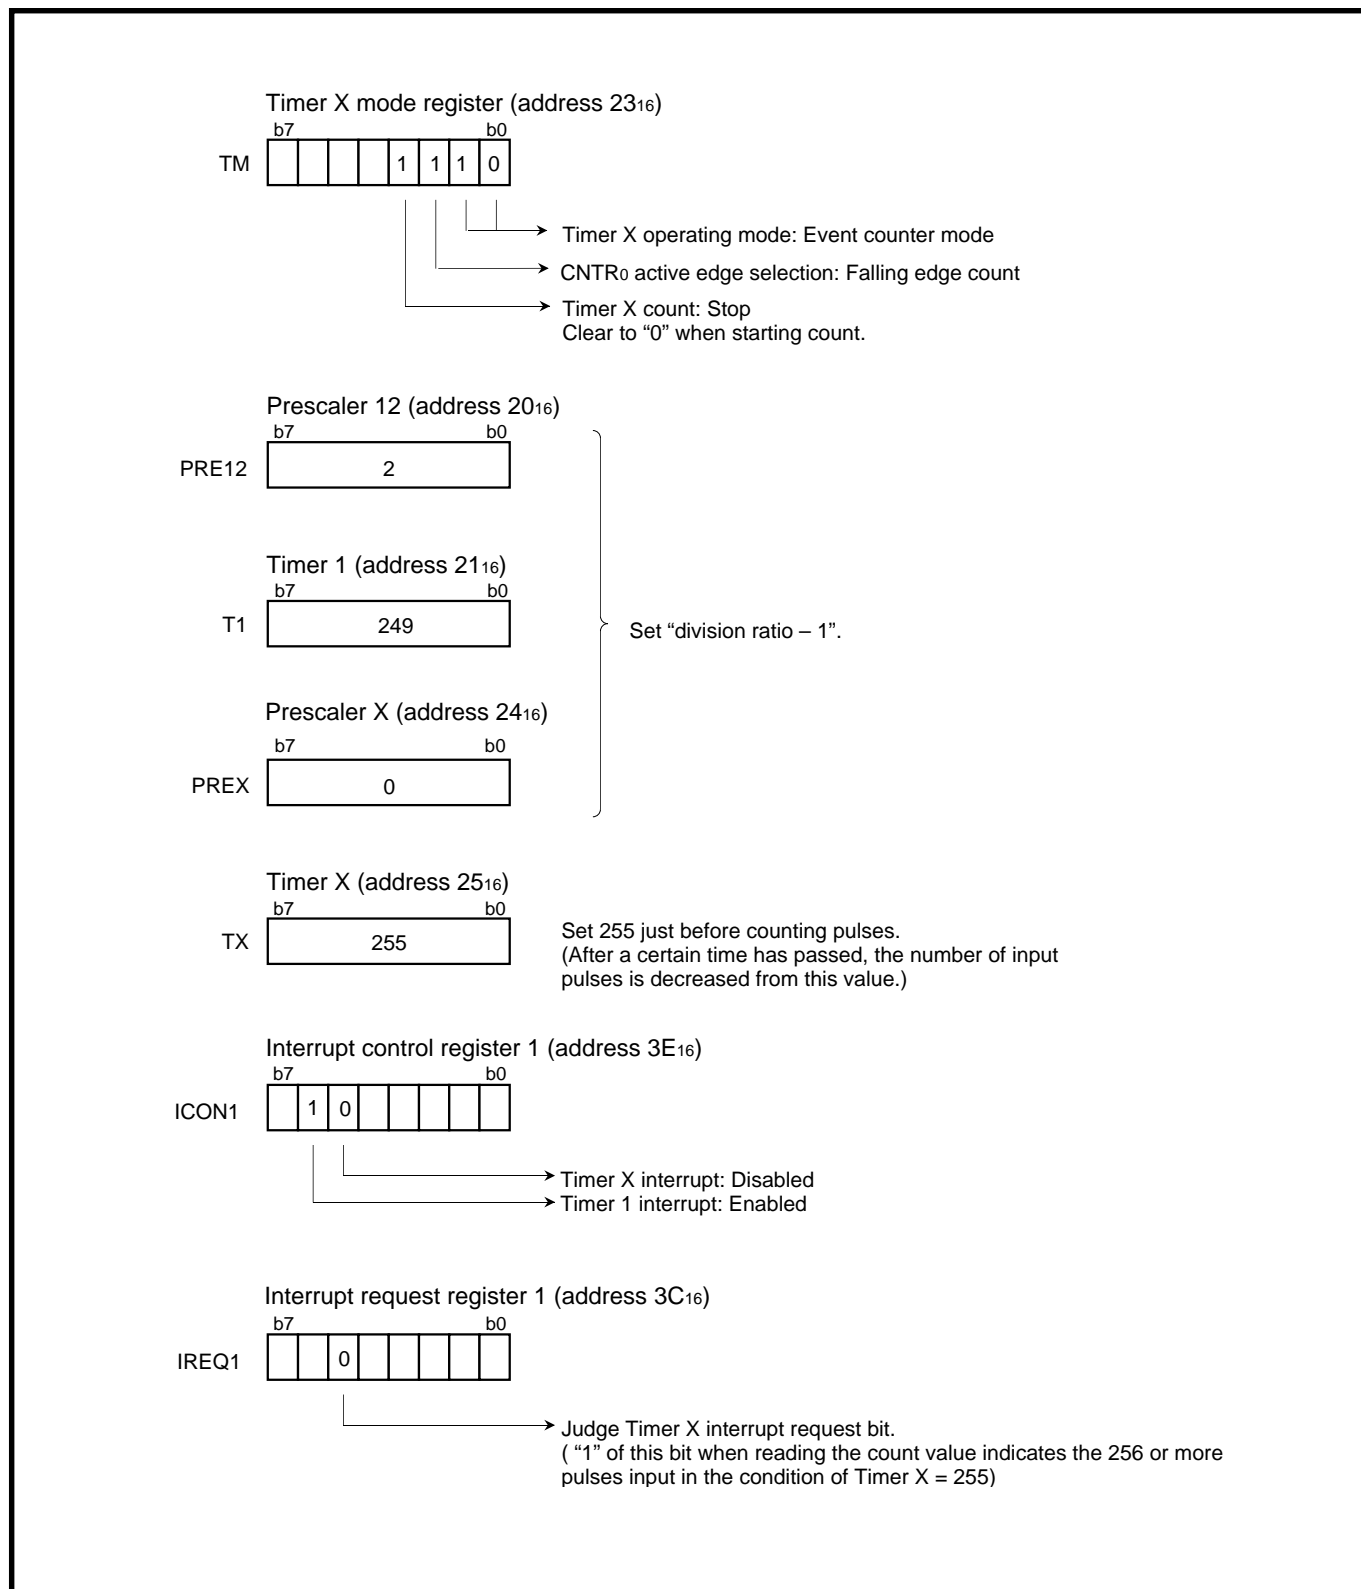 Timer X mode register (address 2316)
b7 b0
TM 1 1 1 0
Timer X operating mode: Event counter mode
CNTR0 active edge selection: Falling edge count
Timer X count: Stop
Clear to “0” when starting count.
Prescaler 12 (address 2016)
b7 b0
PRE12 2
Timer 1 (address 2116)
b7 b0
T1 249
Set “division ratio – 1”.
Prescaler X (address 2416)
b7 b0
PREX 0
Timer X (address 2516)
b7 b0
TX 255
Set 255 just before counting pulses.
(After a certain time has passed, the number of input
pulses is decreased from this value.)
Interrupt control register 1 (address 3E16)
b7 b0
ICON1 1 0
Timer X interrupt: Disabled
Timer 1 interrupt: Enabled
Interrupt request register 1 (address 3C16)
b7 b0
IREQ1 0
Judge Timer X interrupt request bit.
( “1” of this bit when reading the count value indicates the 256 or more
pulses input in the condition of Timer X = 255)